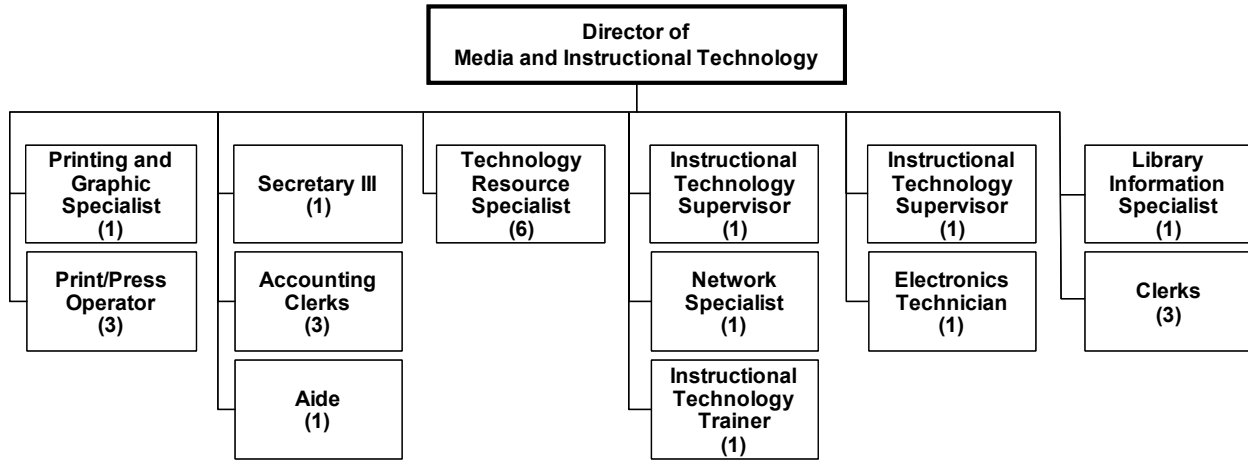 Director of
Media and Instructional Technology
Printing and
Graphic
Specialist
(1)
Secretary III
(1)
Technology
Resource
Specialist
(6)
Instructional
Technology
Supervisor
(1)
Instructional
Technology
Supervisor
(1)
Library
Information
Specialist
(1)
Print/Press
Operator
(3)
Accounting
Clerks
(3)
Network
Specialist
(1)
Electronics
Technician
(1)
Clerks
(3)
Aide
(1)
Instructional
Technology
Trainer
(1)